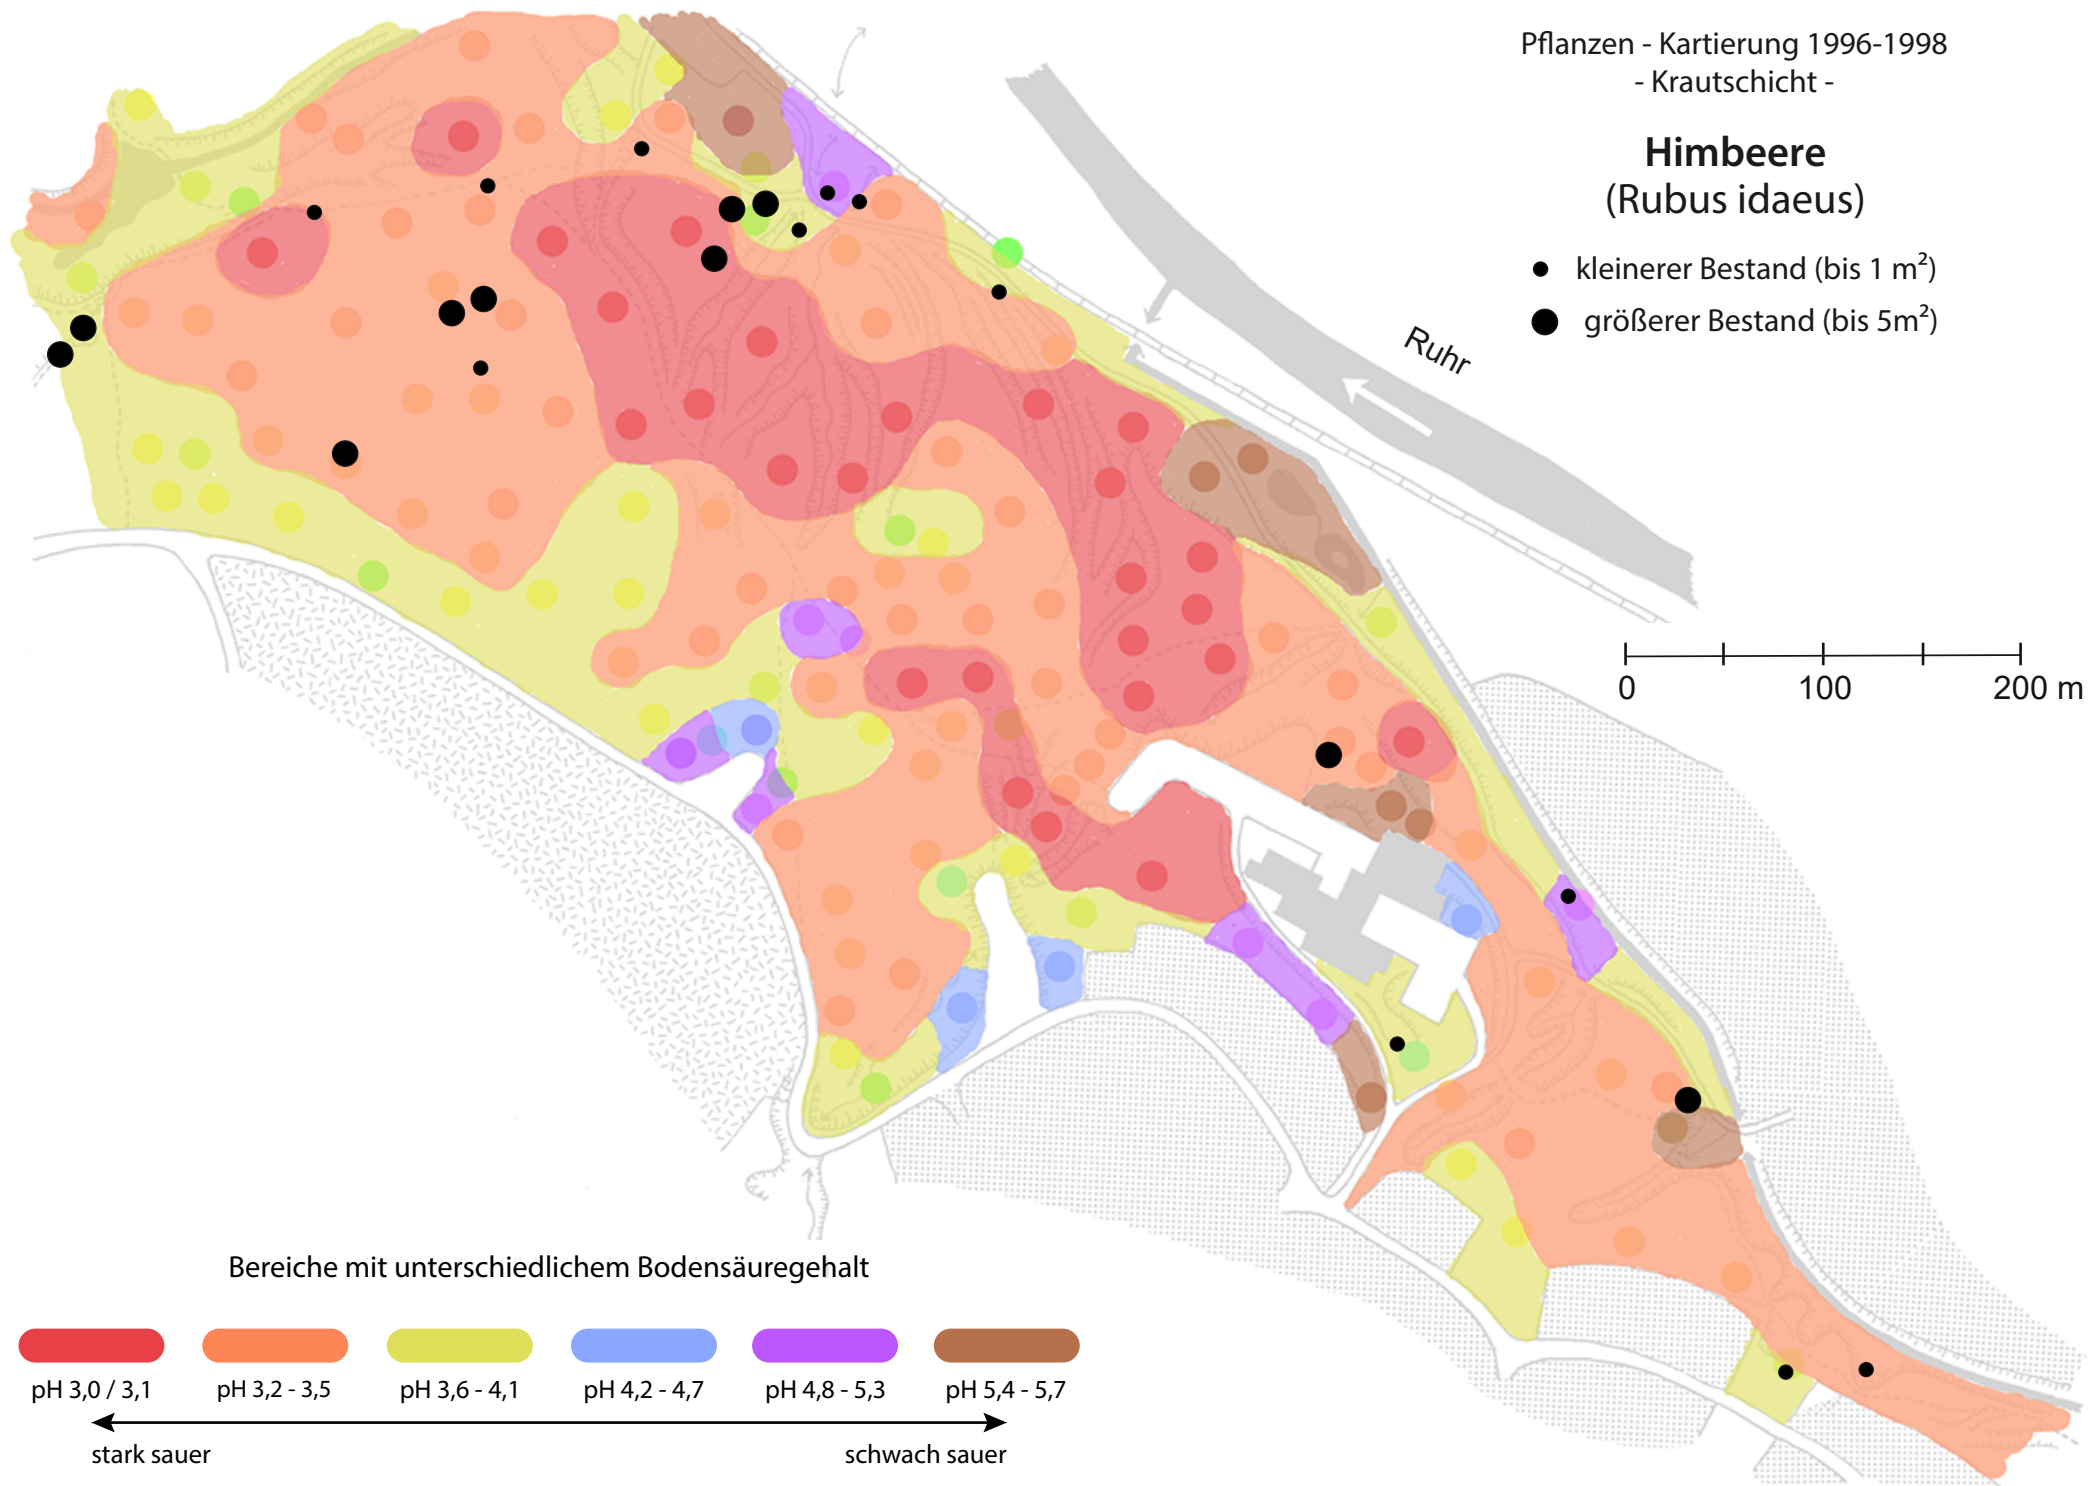 Pflanzen - Kartierung 1996-1998
- Krautschicht -
Himbeere
(Rubus idaeus)
kleinerer Bestand (bis 1 m²)
größerer Bestand (bis 5m²)
Ruhr
0 100 200 m
Bereiche mit unterschiedlichem Bodensäuregehalt
pH 3,0 / 3,1 pH 3,2 - 3,5 pH 3,6 - 4,1 pH 4,2 - 4,7 pH 4,8 - 5,3 pH 5,4 - 5,7
stark sauer schwach sauer